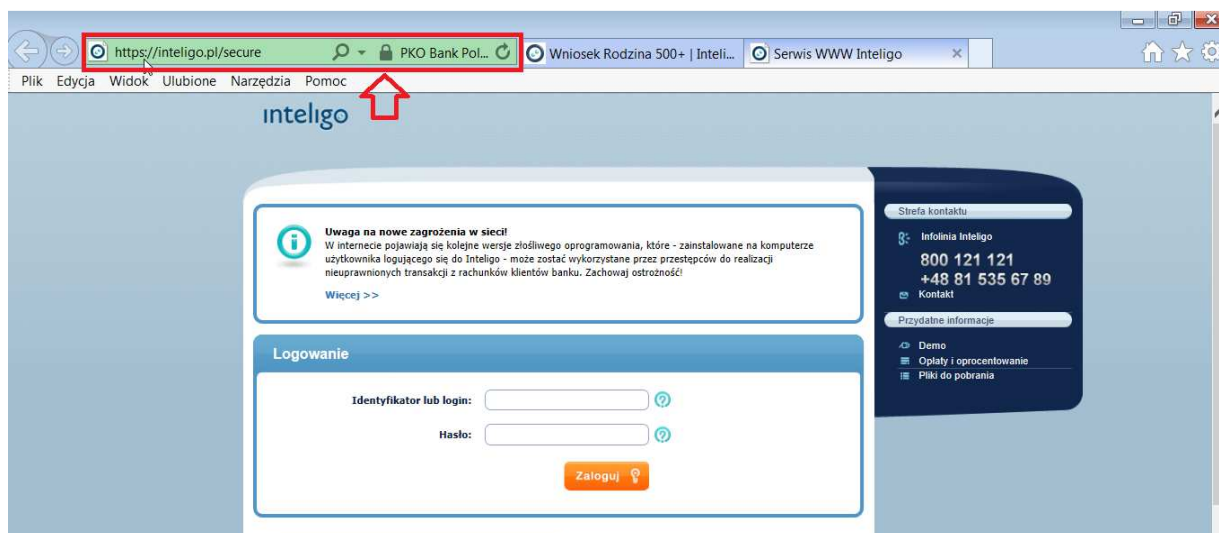 https://inteligo.pl/secure PKO Bank Pol... Wniosek Rodzina 500+ | Inteli... Serwis WWW Inteligo
Plik Edycja Widok Ulubione Narzędzia Pomoc
inteligo
Uwaga na nowe zagrożenia w sieci!
W internecie pojawiają się kolejne wersje złośliwego oprogramowania, które - zainstalowane na komputerze
użytkownika logującego się do Inteligo - może zostać wykorzystane przez przestępców do realizacji
nieuprawnionych transakcji z rachunków klientów banku. Zachowaj ostrożność!
Więcej >>
Strefa kontaktu
Infolinia Inteligo
800 121 121
+48 81 535 67 89
Kontakt
Przydatne informacje
Demo
Opłaty i oprocentowanie
Pliki do pobrania
Logowanie
Identyfikator lub login:
Hasło:
Zaloguj